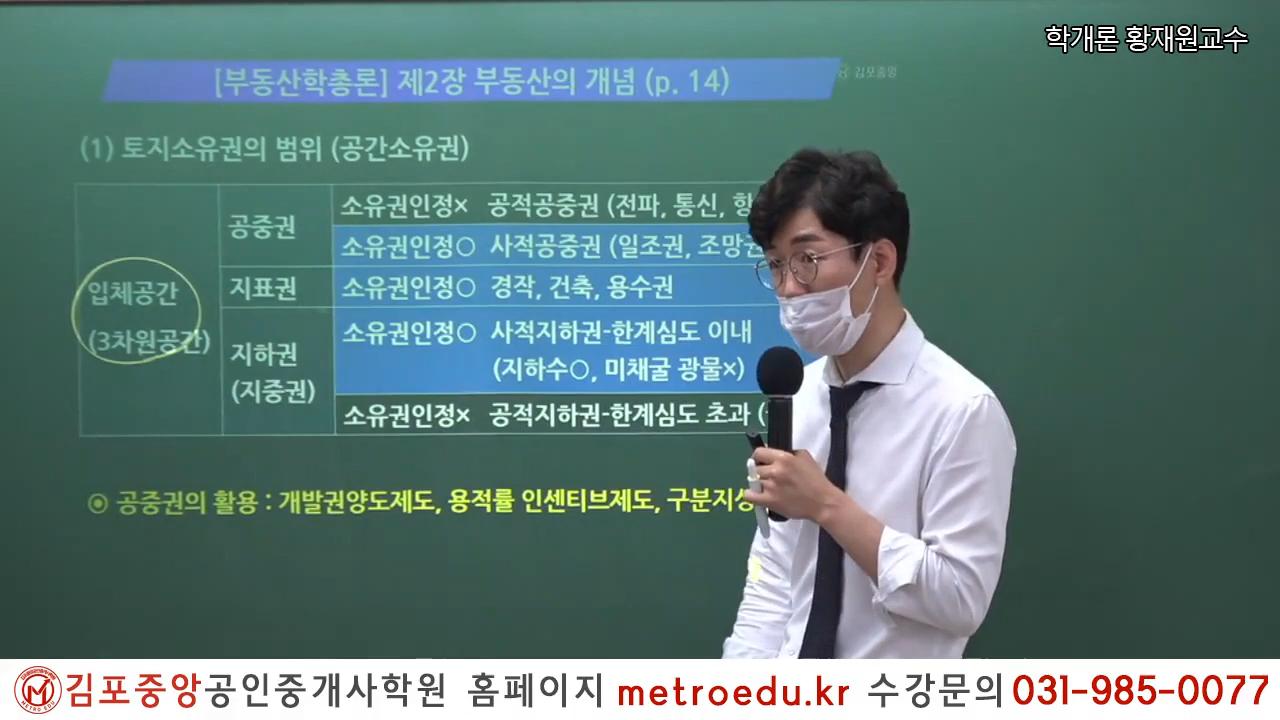 학개론 황재원교수
[부동산학총론] 제2장 부동산의 개념 (p. 14)
김포중앙
(1) 토지소유권의 범위 (공간소유권)
입체공간
(3차원공간)
공중권
소유권인정× 공적공중권 (전파, 통신, 항
소유권인정○ 사적공중권 (일조권, 조망권
지표권
소유권인정○ 경작, 건축, 용수권
지하권
(지중권)
소유권인정○ 사적지하권-한계심도 이내
(지하수○, 미채굴 광물×)
소유권인정× 공적지하권-한계심도 초과 (
◉ 공중권의 활용 : 개발권양도제도, 용적률 인센티브제도, 구분지상
METRO EDU
김포중앙공인중개사학원 홈페이지 metroedu.kr 수강문의 031-985-0077